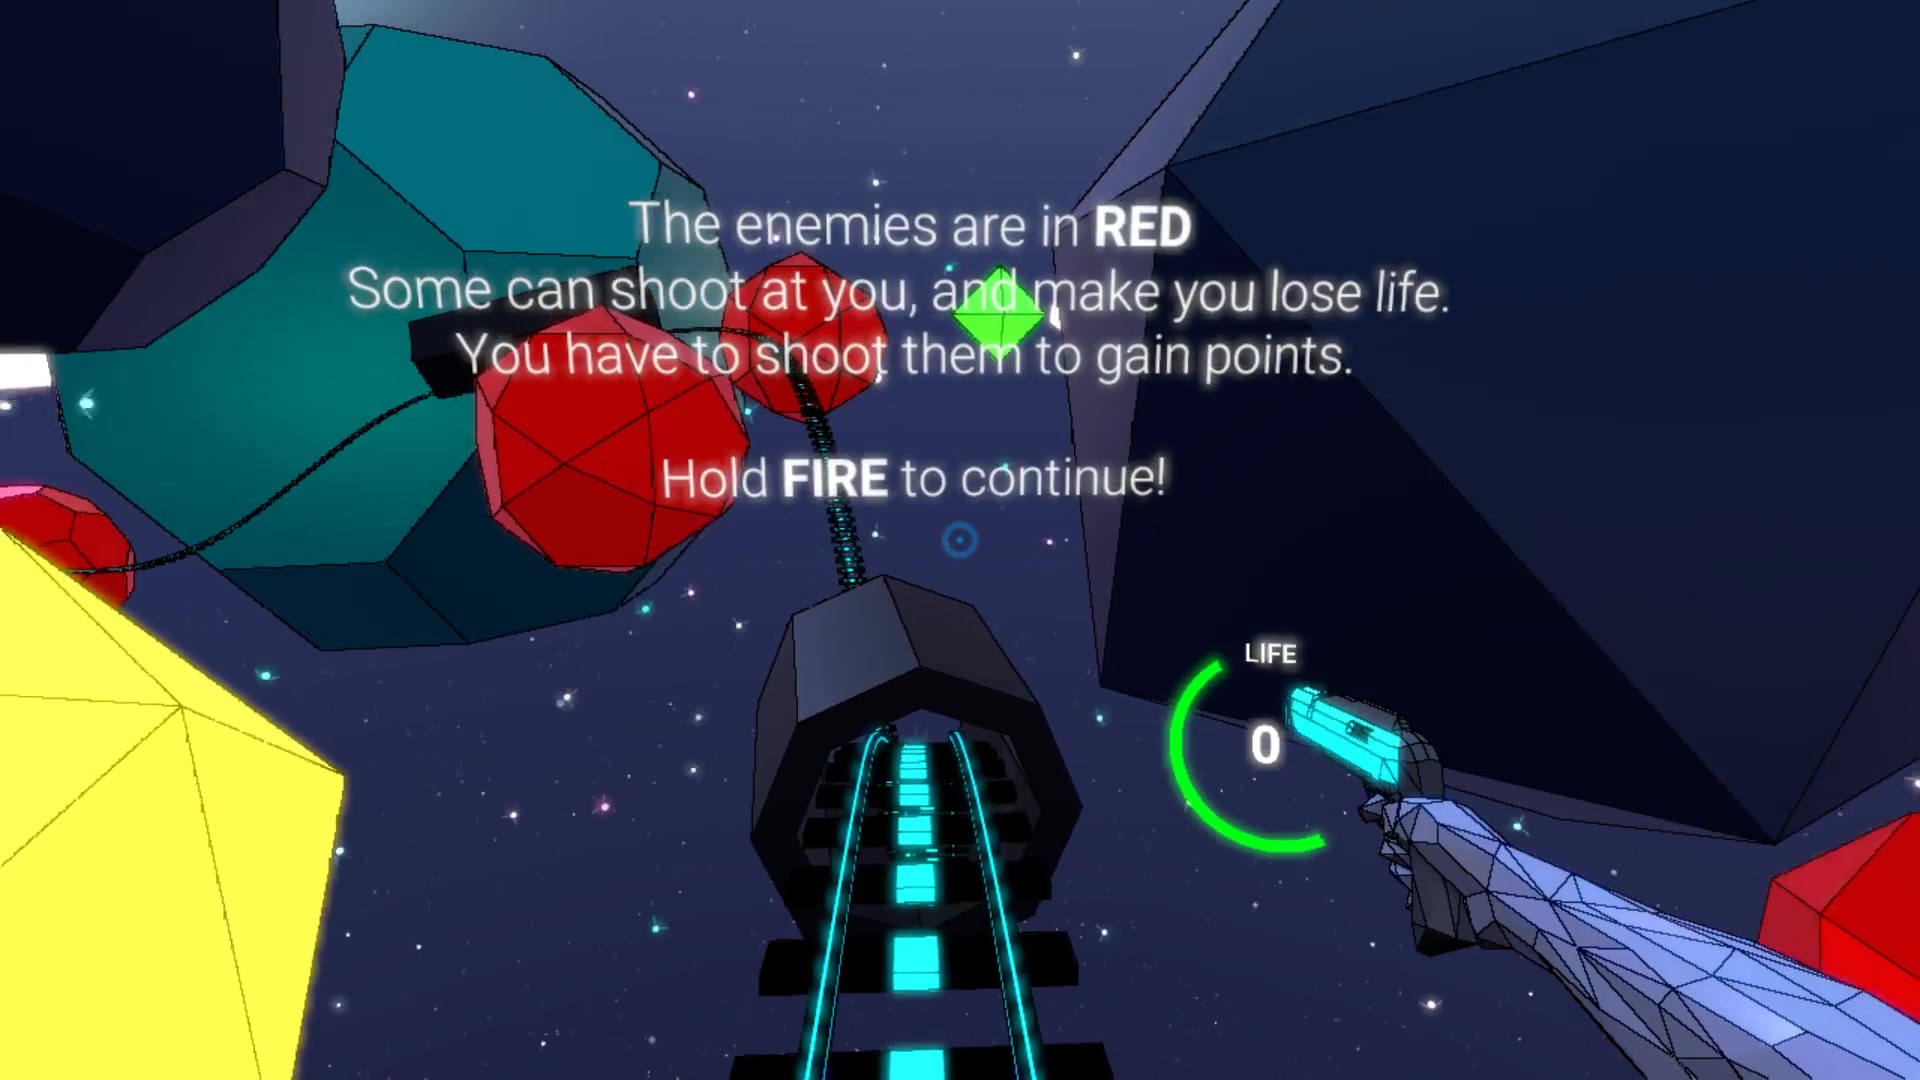 The enemies are in RED
Some can shoot at you, and make you lose life.
You have to shoot them to gain points.
Hold FIRE to continue!
LIFE
0